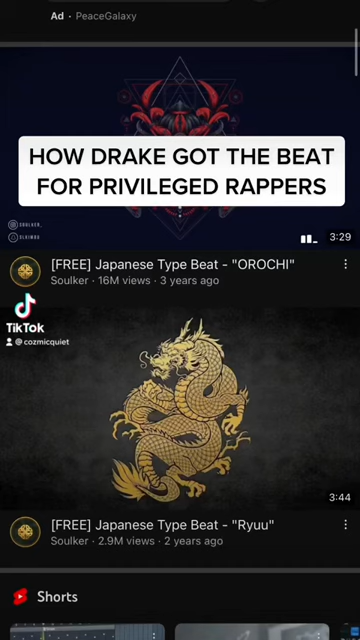 Ad · PeaceGalaxy
HOW DRAKE GOT THE BEAT
FOR PRIVILEGED RAPPERS
SOULKER_
3:29
[FREE] Japanese Type Beat - "OROCHI"
Soulker · 16M views · 3 years ago
TikTok
@ cozmicquiet
3:44
[FREE] Japanese Type Beat - "Ryuu"
Soulker · 2.9M views · 2 years ago
Shorts